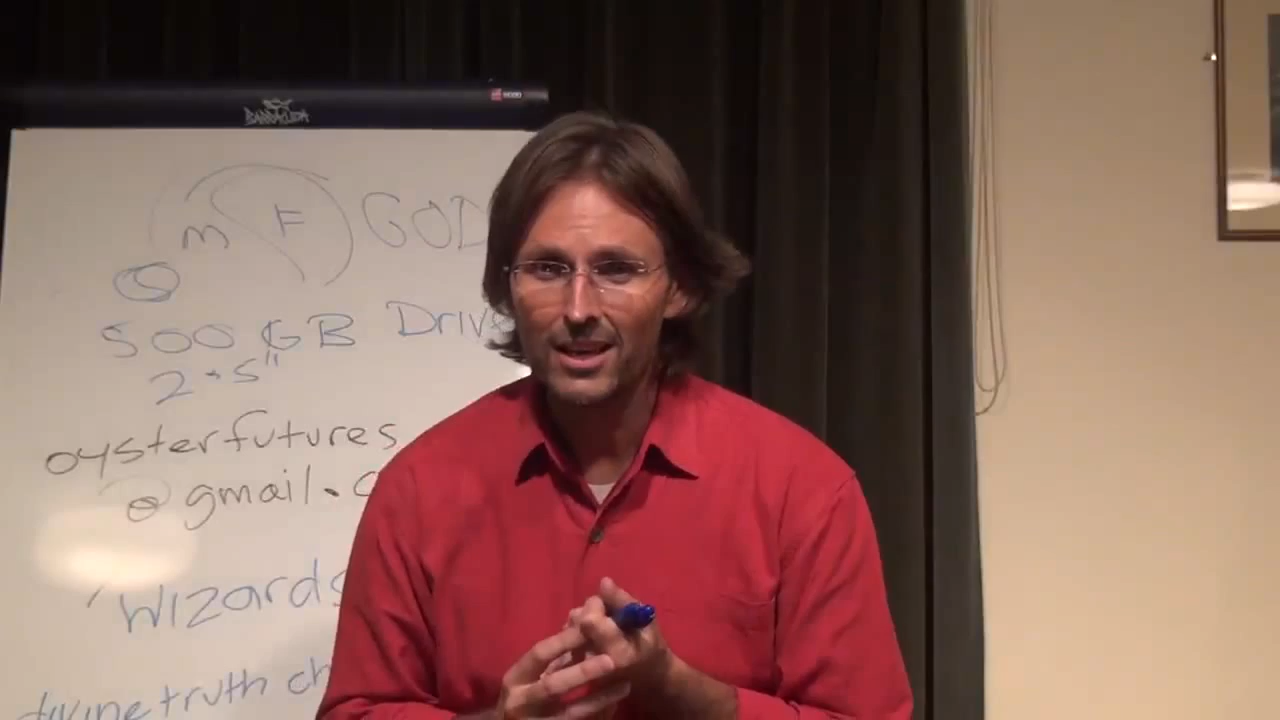 BARRACUDA
M F GOD
500 GB Driv
2.5"
oysterfutures
@gmail.c
'Wizards
divine truth ch